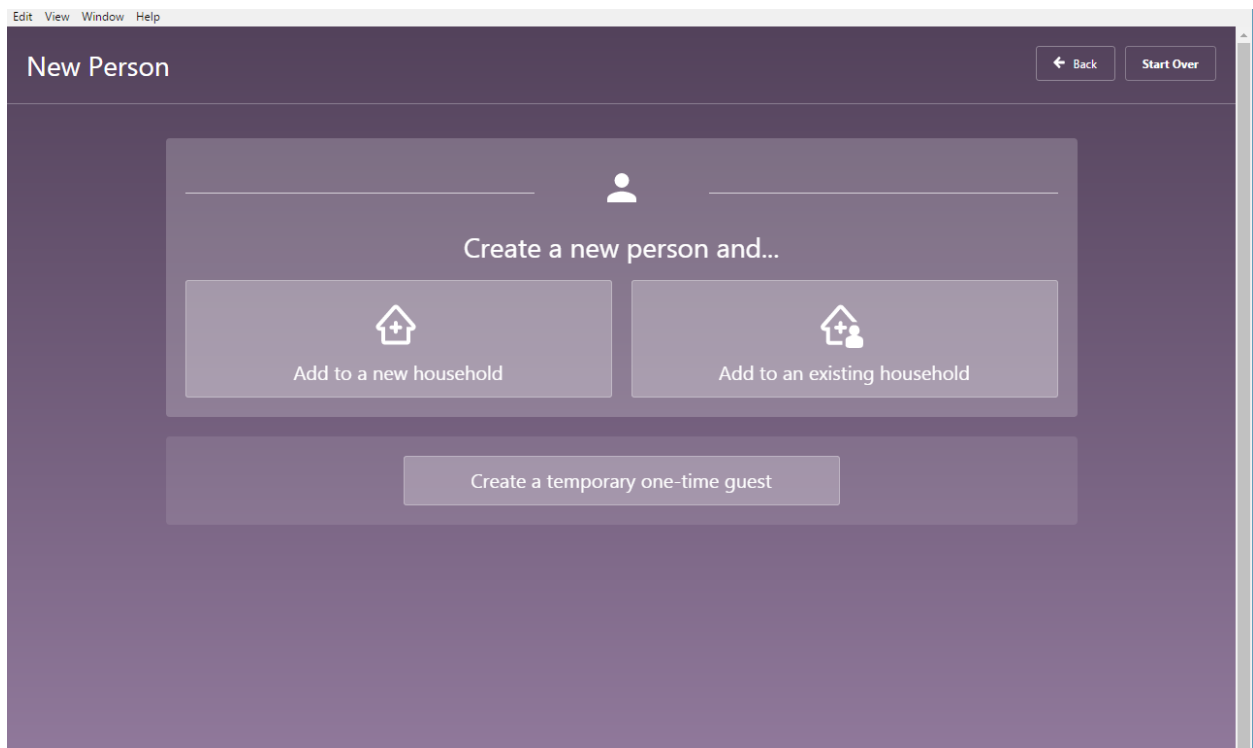 Edit View Window Help
New Person
Back
Start Over
Create a new person and...
Add to a new household
Add to an existing household
Create a temporary one-time guest